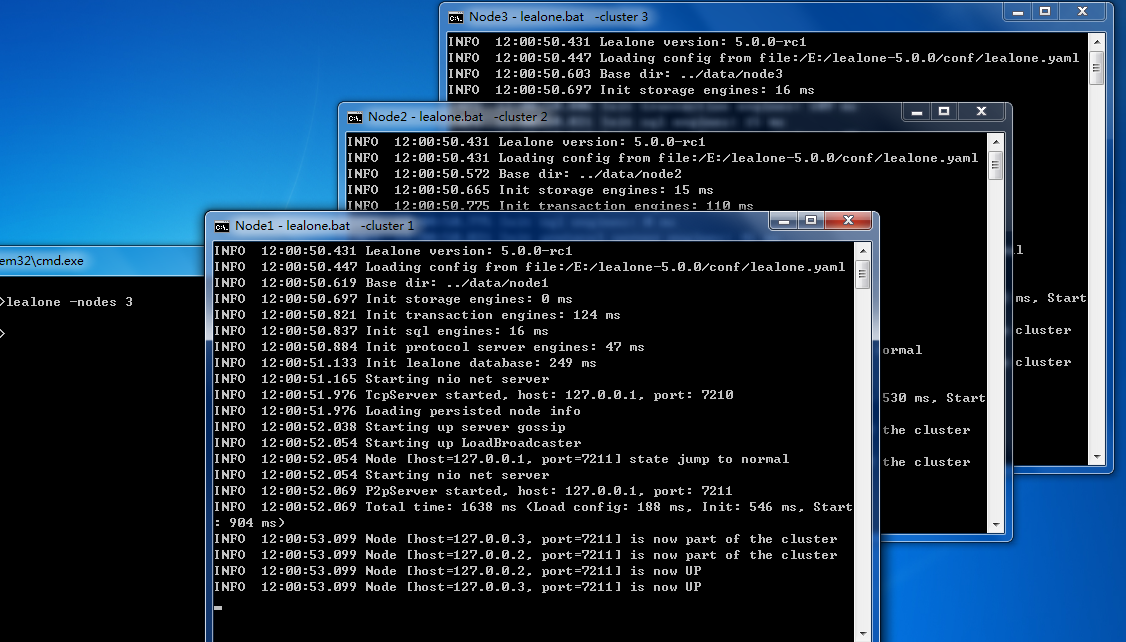 Node3 - lealone.bat -cluster 3
INFO 12:00:50.431 Lealone version: 5.0.0-rc1
INFO 12:00:50.447 Loading config from file:/E:/lealone-5.0.0/conf/lealone.yaml
INFO 12:00:50.603 Base dir: ../data/node3
INFO 12:00:50.697 Init storage engines: 16 ms
ms, Start
cluster
cluster
Node2 - lealone.bat -cluster 2
INFO 12:00:50.431 Lealone version: 5.0.0-rc1
INFO 12:00:50.431 Loading config from file:/E:/lealone-5.0.0/conf/lealone.yaml
INFO 12:00:50.572 Base dir: ../data/node2
INFO 12:00:50.665 Init storage engines: 15 ms
INFO 12:00:50.775 Init transaction engines: 110 ms
ormal
530 ms, Start
the cluster
the cluster
em32\cmd.exe
>lealone -nodes 3
>
Node1 - lealone.bat -cluster 1
INFO 12:00:50.431 Lealone version: 5.0.0-rc1
INFO 12:00:50.447 Loading config from file:/E:/lealone-5.0.0/conf/lealone.yaml
INFO 12:00:50.619 Base dir: ../data/node1
INFO 12:00:50.697 Init storage engines: 0 ms
INFO 12:00:50.821 Init transaction engines: 124 ms
INFO 12:00:50.837 Init sql engines: 16 ms
INFO 12:00:50.884 Init protocol server engines: 47 ms
INFO 12:00:51.133 Init lealone database: 249 ms
INFO 12:00:51.165 Starting nio net server
INFO 12:00:51.976 TcpServer started, host: 127.0.0.1, port: 7210
INFO 12:00:51.976 Loading persisted node info
INFO 12:00:52.038 Starting up server gossip
INFO 12:00:52.054 Starting up LoadBroadcaster
INFO 12:00:52.054 Node [host=127.0.0.1, port=7211] state jump to normal
INFO 12:00:52.054 Starting nio net server
INFO 12:00:52.069 P2pServer started, host: 127.0.0.1, port: 7211
INFO 12:00:52.069 Total time: 1638 ms (Load config: 188 ms, Init: 546 ms, Start
: 904 ms)
INFO 12:00:53.099 Node [host=127.0.0.3, port=7211] is now part of the cluster
INFO 12:00:53.099 Node [host=127.0.0.2, port=7211] is now part of the cluster
INFO 12:00:53.099 Node [host=127.0.0.2, port=7211] is now UP
INFO 12:00:53.099 Node [host=127.0.0.3, port=7211] is now UP